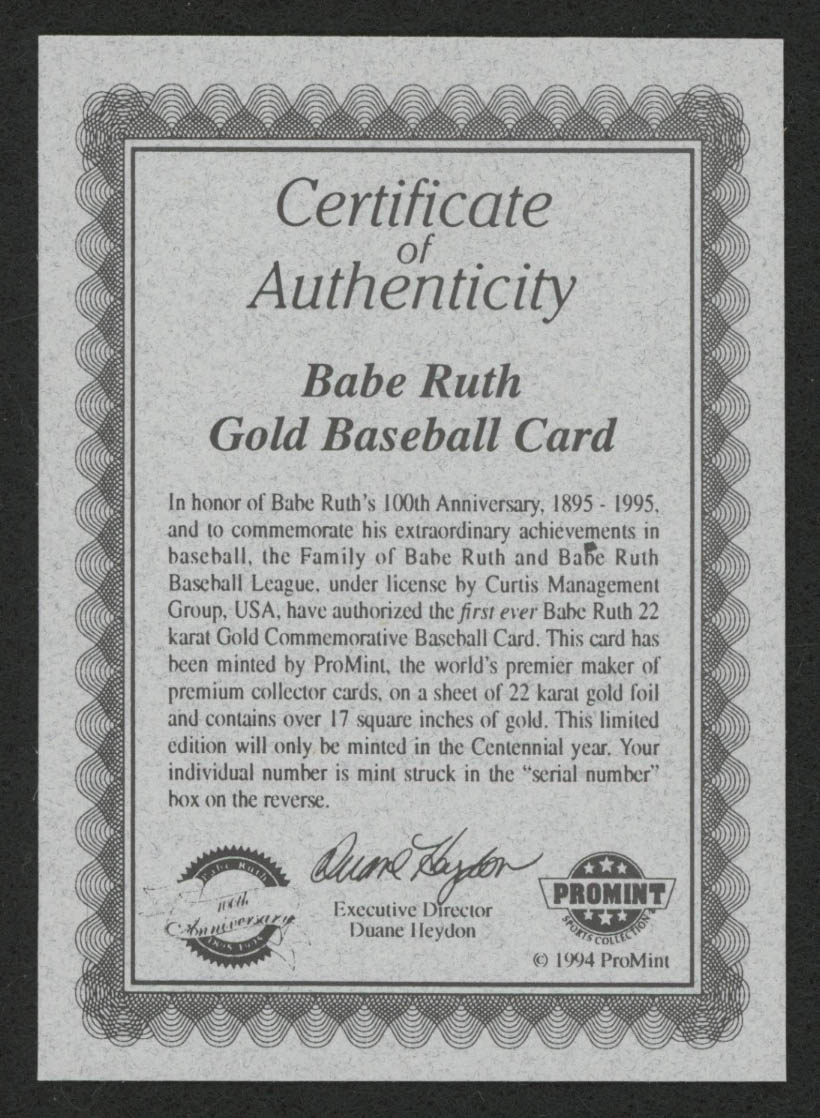 Certificate
of
Authenticity
Babe Ruth
Gold Baseball Card
In honor of Babe Ruth's 100th Anniversary, 1895 - 1995,
and to commemorate his extraordinary achievements in
baseball, the Family of Babe Ruth and Babe Ruth
Baseball League, under license by Curtis Management
Group, USA, have authorized the first ever Babe Ruth 22
karat Gold Commemorative Baseball Card. This card has
been minted by ProMint, the world's premier maker of
premium collector cards, on a sheet of 22 karat gold foil
and contains over 17 square inches of gold. This limited
edition will only be minted in the Centennial year. Your
individual number is mint struck in the "serial number"
box on the reverse.
Babe Ruth
100th
Anniversary
1895-1995
Duane Heydon
Executive Director
Duane Heydon
PROMINT
SPORTS COLLECTION
© 1994 ProMint